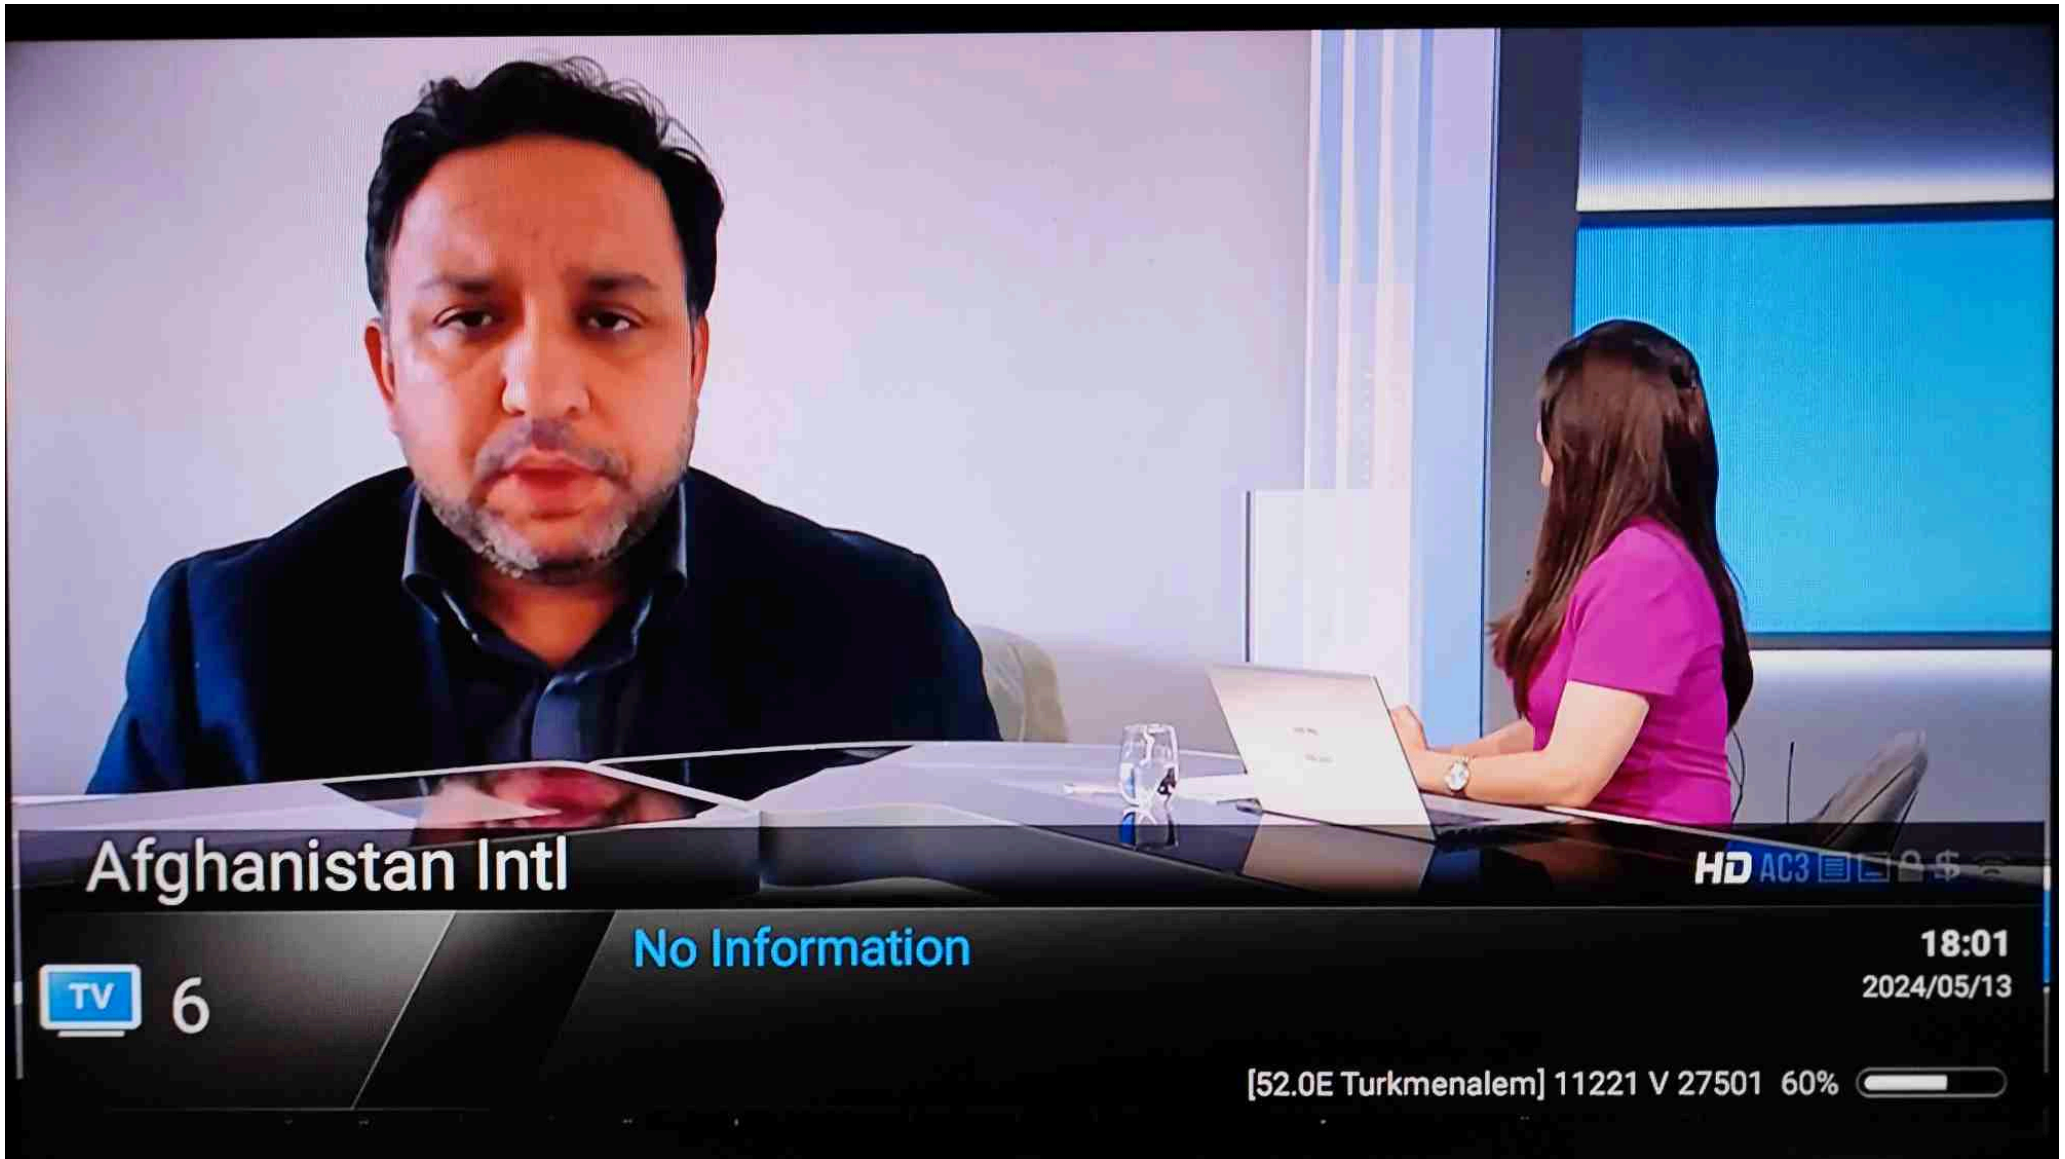 Afghanistan Intl
HD AC3 $
No Information
18:01
2024/05/13
TV 6
[52.0E Turkmenalem] 11221 V 27501 60%